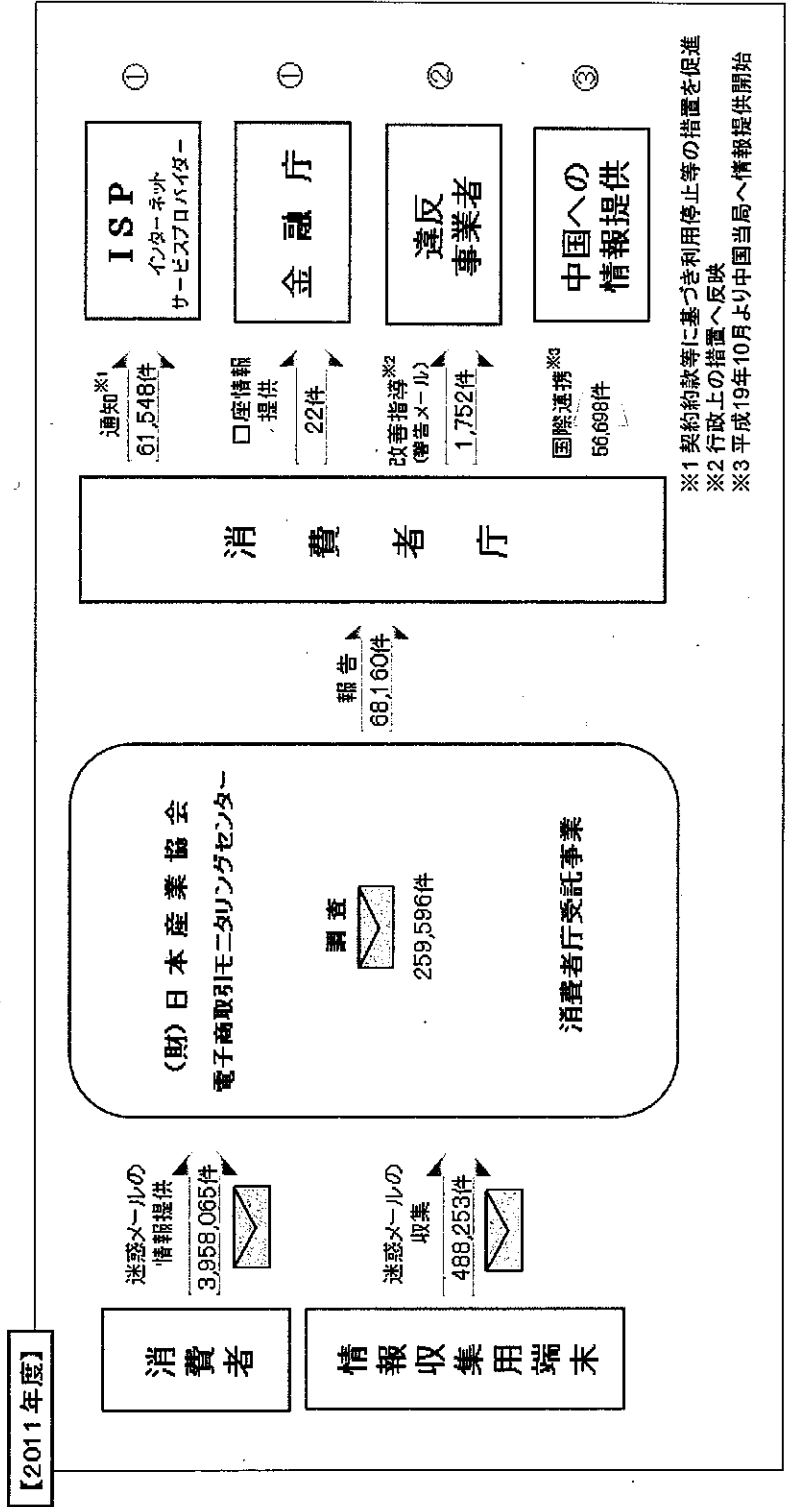 【2011年度】
消費者
情報収集用端末
迷惑メールの
情報提供
3,958,065件
迷惑メールの
収集
488,253件
(財)日本産業協会
電子商取引モニタリングセンター
調査
259,596件
消費者庁受託事業
報告
68,160件
消費者庁
通知※1
61,548件
口座情報
提供
22件
改善指導※2
(警告メール)
1,752件
国際連携※3
56,698件
ISP
インターネット
サービスプロバイダー
①
金融庁
①
違反
事業者
②
中国への
情報提供
③
※1 契約約款等に基づき利用停止等の措置を促進
※2 行政上の措置へ反映
※3 平成19年10月より中国当局へ情報提供開始